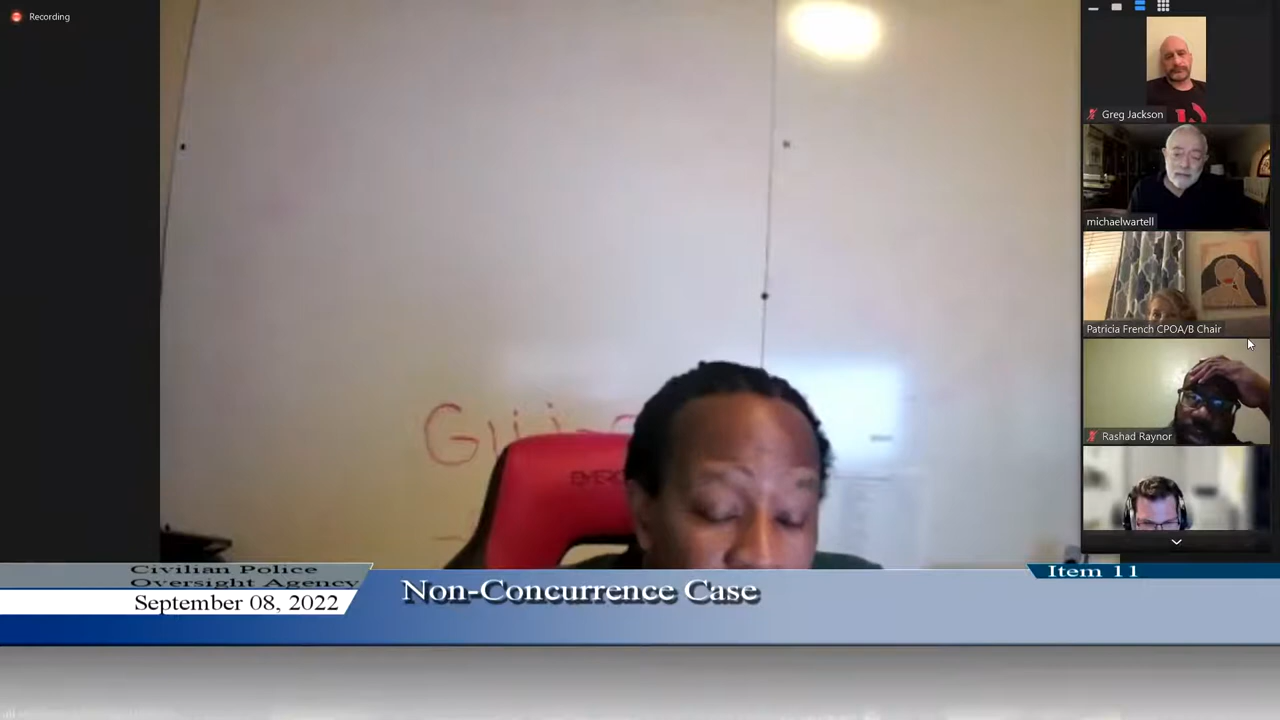 Recording
Greg Jackson
michaelwartell
Patricia French CPOA/B Chair
Rashad Raynor
Civilian Police
Oversight Agency
September 08, 2022
Non-Concurrence Case
Item 11